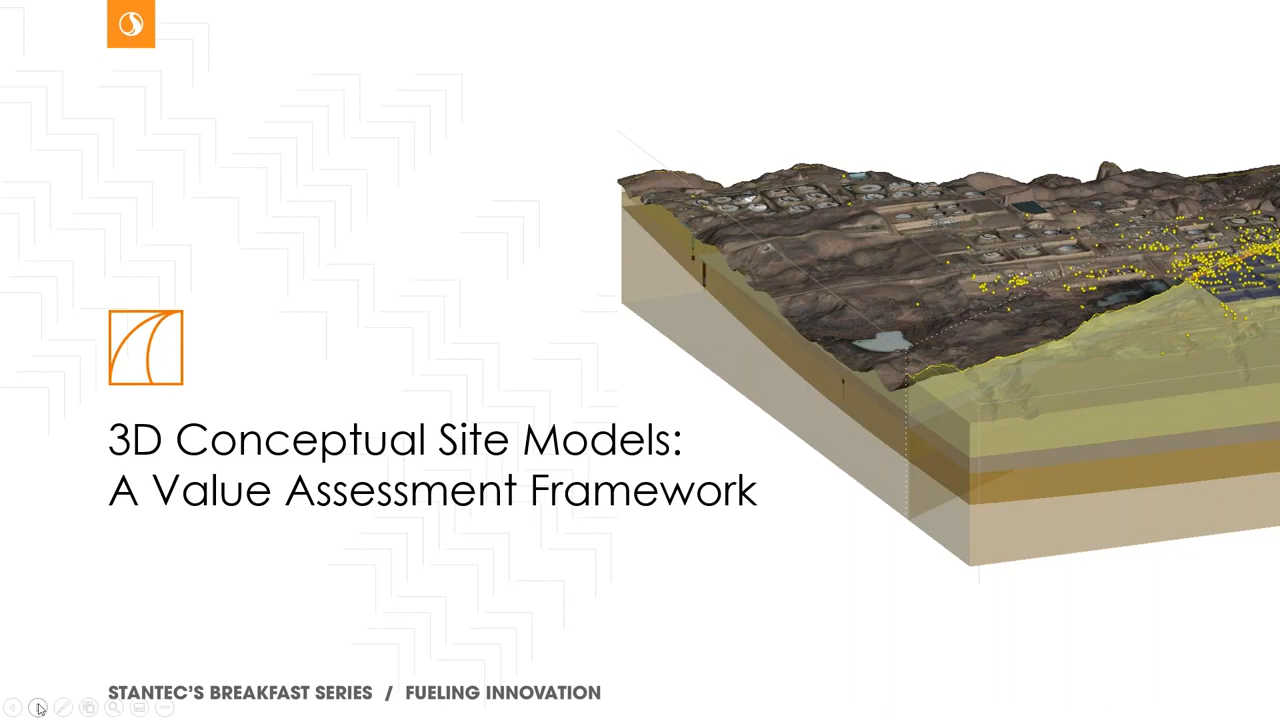 3D Conceptual Site Models:
A Value Assessment Framework
STANTEC'S BREAKFAST SERIES / FUELING INNOVATION